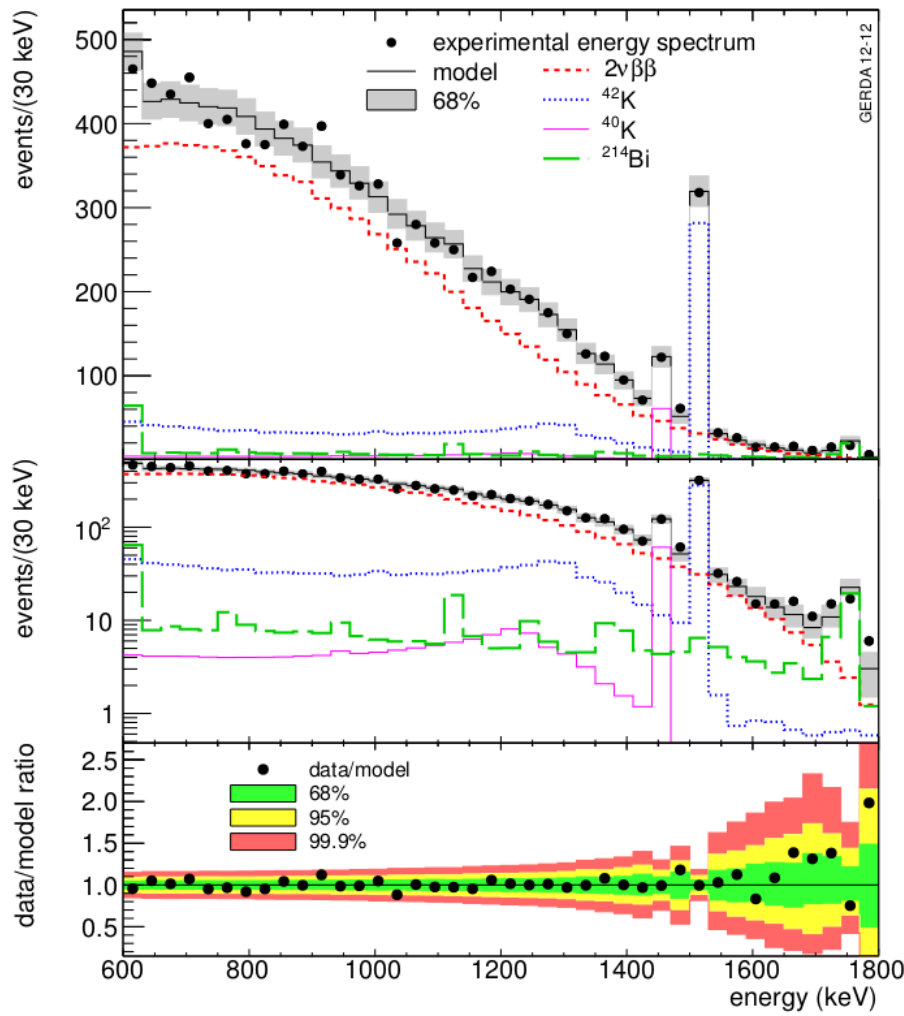 events/(30 keV)
500
400
300
200
100
experimental energy spectrum
model
68%
2νββ
⁴²K
⁴⁰K
²¹⁴Bi
GERDA 12-12
events/(30 keV)
10²
10
1
data/model ratio
2.5
2.0
1.5
1.0
0.5
data/model
68%
95%
99.9%
600 800 1000 1200 1400 1600 1800
energy (keV)